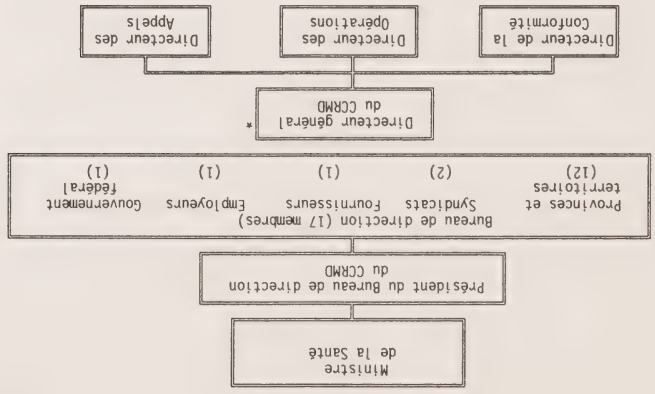 Ministre
de la Santé
Président du Bureau de direction
du CCRMD
Bureau de direction (17 membres)
Provinces et territoires (12)
Syndicats (2)
Fournisseurs (1)
Employeurs (1)
Gouvernement fédéral (1)
Directeur général
du CCRMD *
Directeur de la
Conformité
Directeur des
Opérations
Directeur des
Appels